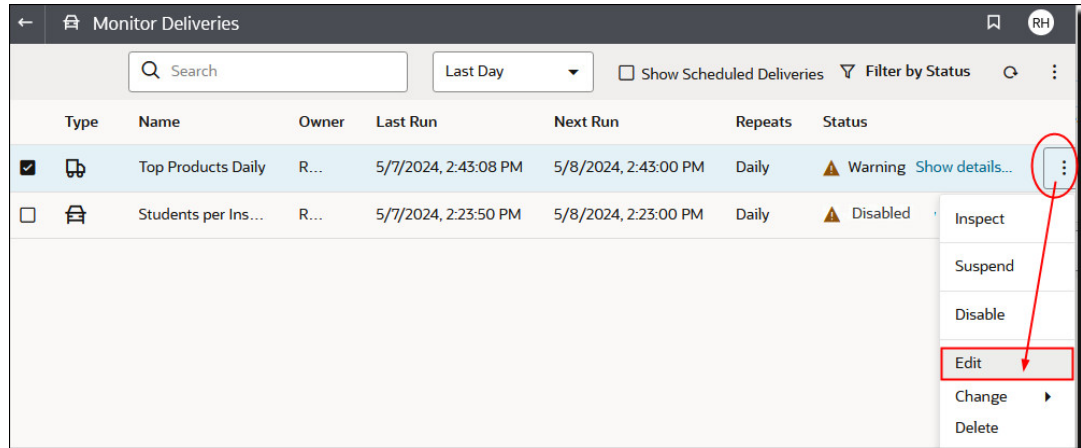 Monitor Deliveries
RH
Search
Last Day
Show Scheduled Deliveries
Filter by Status
Type Name Owner Last Run Next Run Repeats Status
Top Products Daily R... 5/7/2024, 2:43:08 PM 5/8/2024, 2:43:00 PM Daily Warning Show details...
Students per Ins... R... 5/7/2024, 2:23:50 PM 5/8/2024, 2:23:00 PM Daily Disabled
Inspect
Suspend
Disable
Edit
Change
Delete